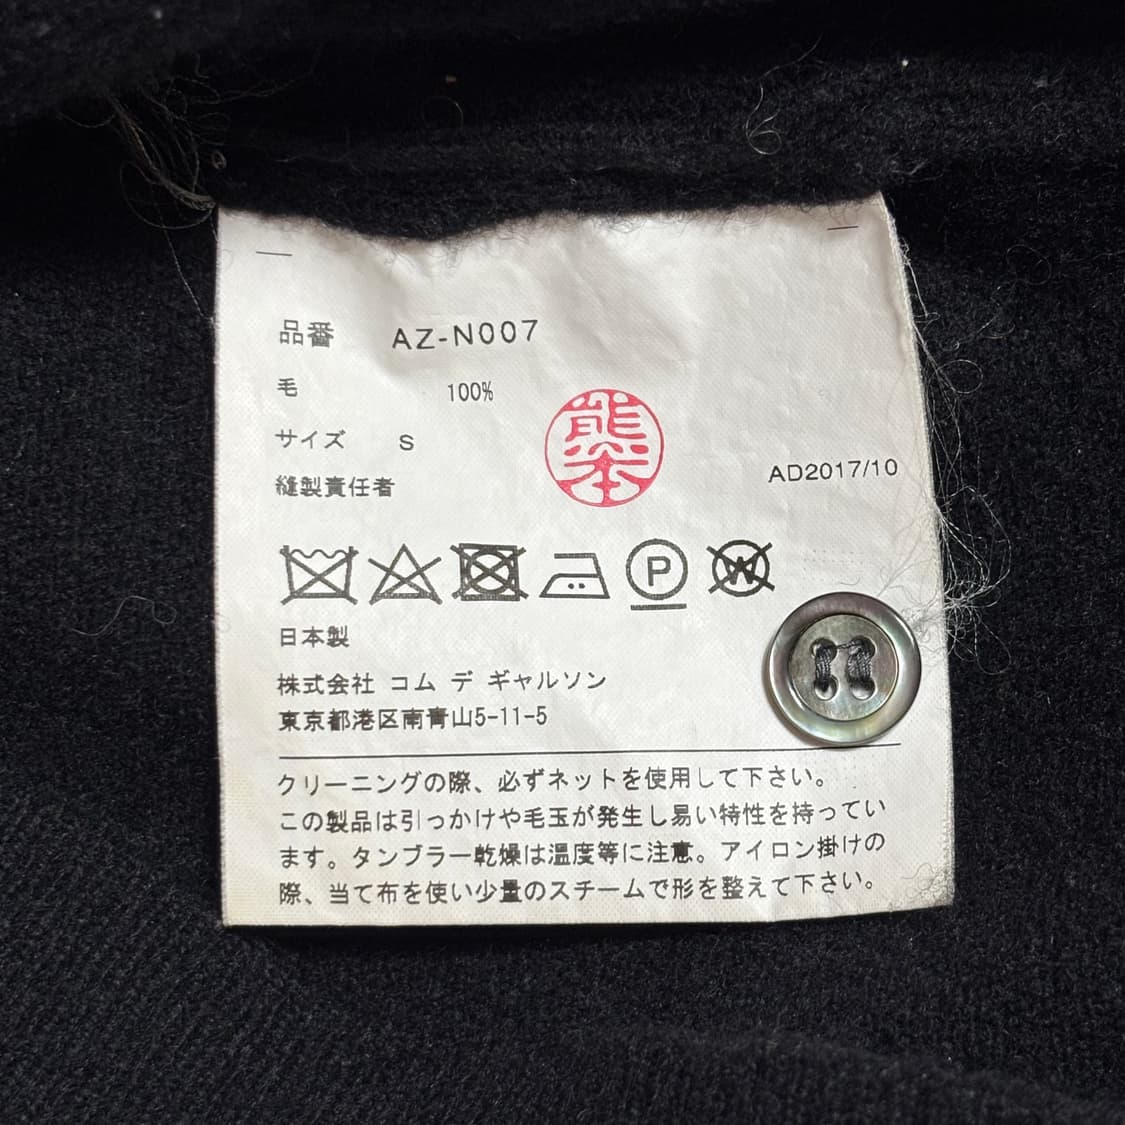 品番 AZ-N007
毛 100%
サイズ S
縫製責任者
熊本
AD2017/10
P W
日本製
株式会社 コム デ ギャルソン
東京都港区南青山5-11-5
クリーニングの際、必ずネットを使用して下さい。
この製品は引っかけや毛玉が発生し易い特性を持ってい
ます。タンブラー乾燥は温度等に注意。アイロン掛けの
際、当て布を使い少量のスチームで形を整えて下さい。